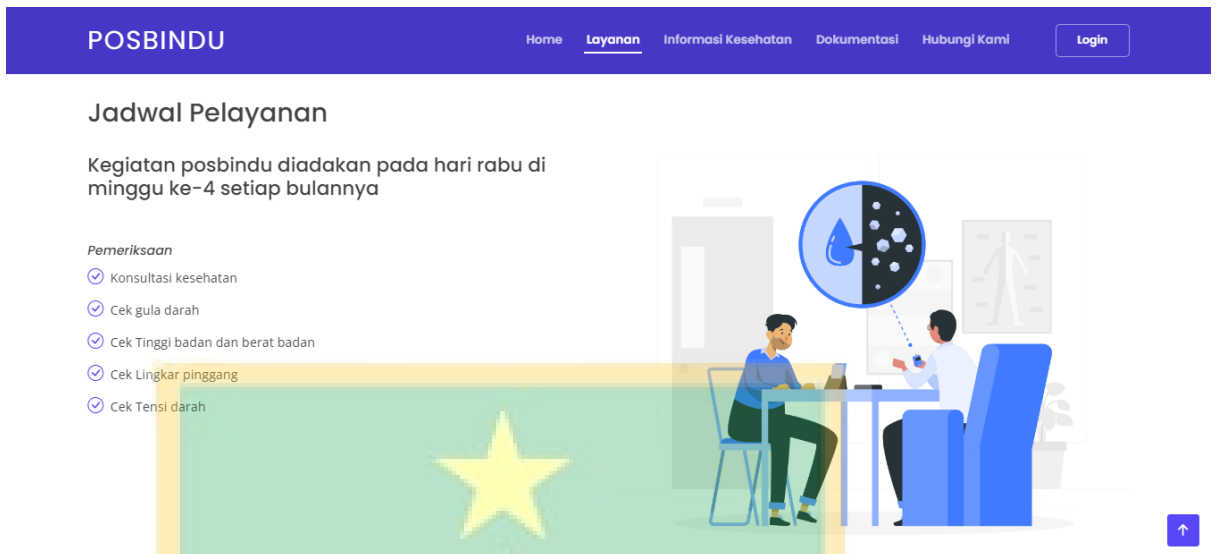 POSBINDU
Home Layanan Informasi Kesehatan Dokumentasi Hubungi Kami Login
Jadwal Pelayanan
Kegiatan posbindu diadakan pada hari rabu di
minggu ke-4 setiap bulannya
Pemeriksaan
Konsultasi kesehatan
Cek gula darah
Cek Tinggi badan dan berat badan
Cek Lingkar pinggang
Cek Tensi darah